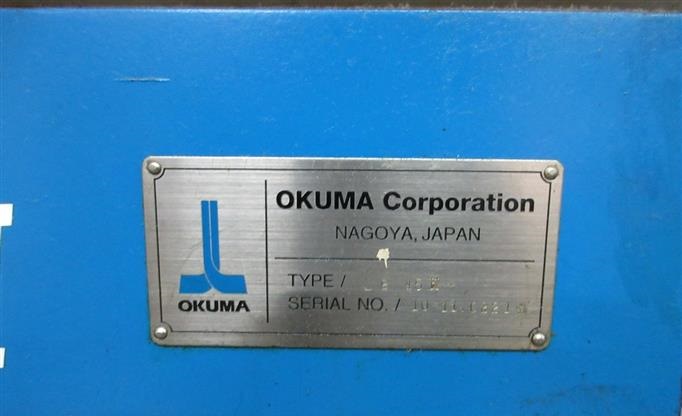 OKUMA Corporation
NAGOYA, JAPAN
OKUMA
TYPE /
SERIAL NO. /